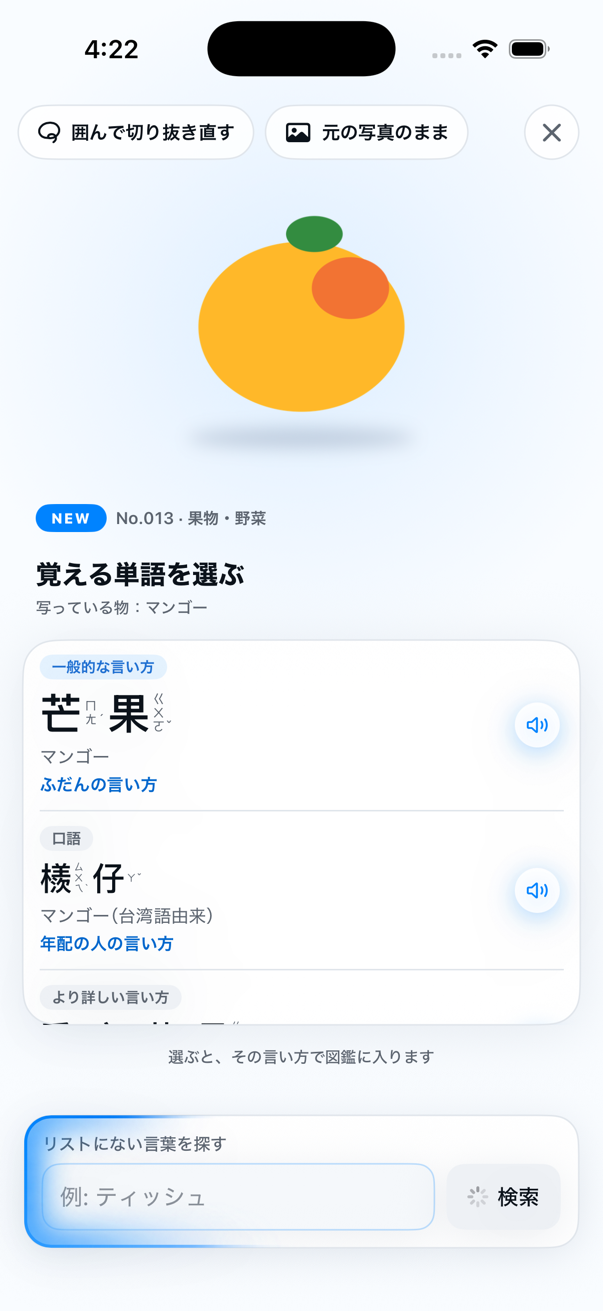 4:22
囲んで切り抜き直す
元の写真のまま
NEW No.013 · 果物・野菜
覚える単語を選ぶ
写っている物：マンゴー
一般的な言い方
芒ㄇㄤˊ果ㄍㄨㄛˇ
マンゴー
ふだんの言い方
口語
檨ㄙㄨㄟˋ仔ㄚˇ
マンゴー（台湾語由来）
年配の人の言い方
より詳しい言い方
選ぶと、その言い方で図鑑に入ります
リストにない言葉を探す
例: ティッシュ
検索